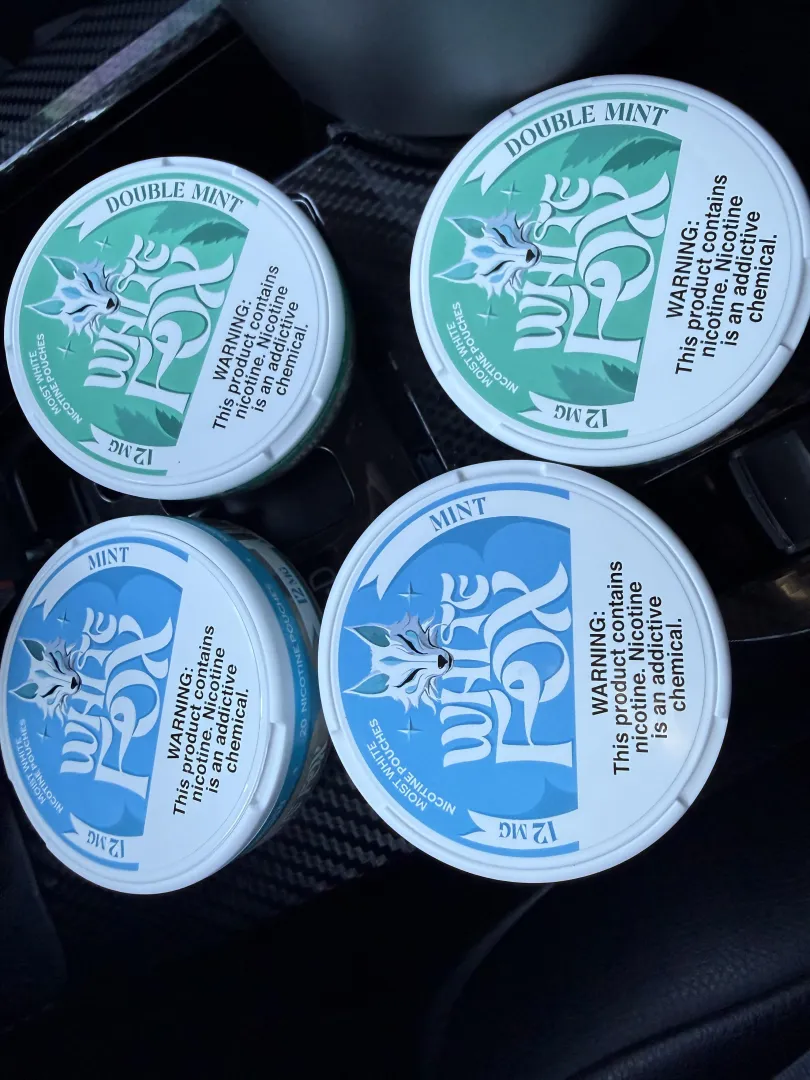 DOUBLE MINT
WHITE
FOX
MOIST WHITE
NICOTINE POUCHES
12 MG
WARNING:
This product contains
nicotine. Nicotine
is an addictive
chemical.
DOUBLE MINT
WHITE
FOX
MOIST WHITE
NICOTINE POUCHES
12 MG
WARNING:
This product contains
nicotine. Nicotine
is an addictive
chemical.
MINT
WHITE
FOX
MOIST WHITE
NICOTINE POUCHES
12 MG
WARNING:
This product contains
nicotine. Nicotine
is an addictive
chemical.
20 NICOTINE POUCHES
12 MG
MINT
WHITE
FOX
MOIST WHITE
NICOTINE POUCHES
12 MG
WARNING:
This product contains
nicotine. Nicotine
is an addictive
chemical.